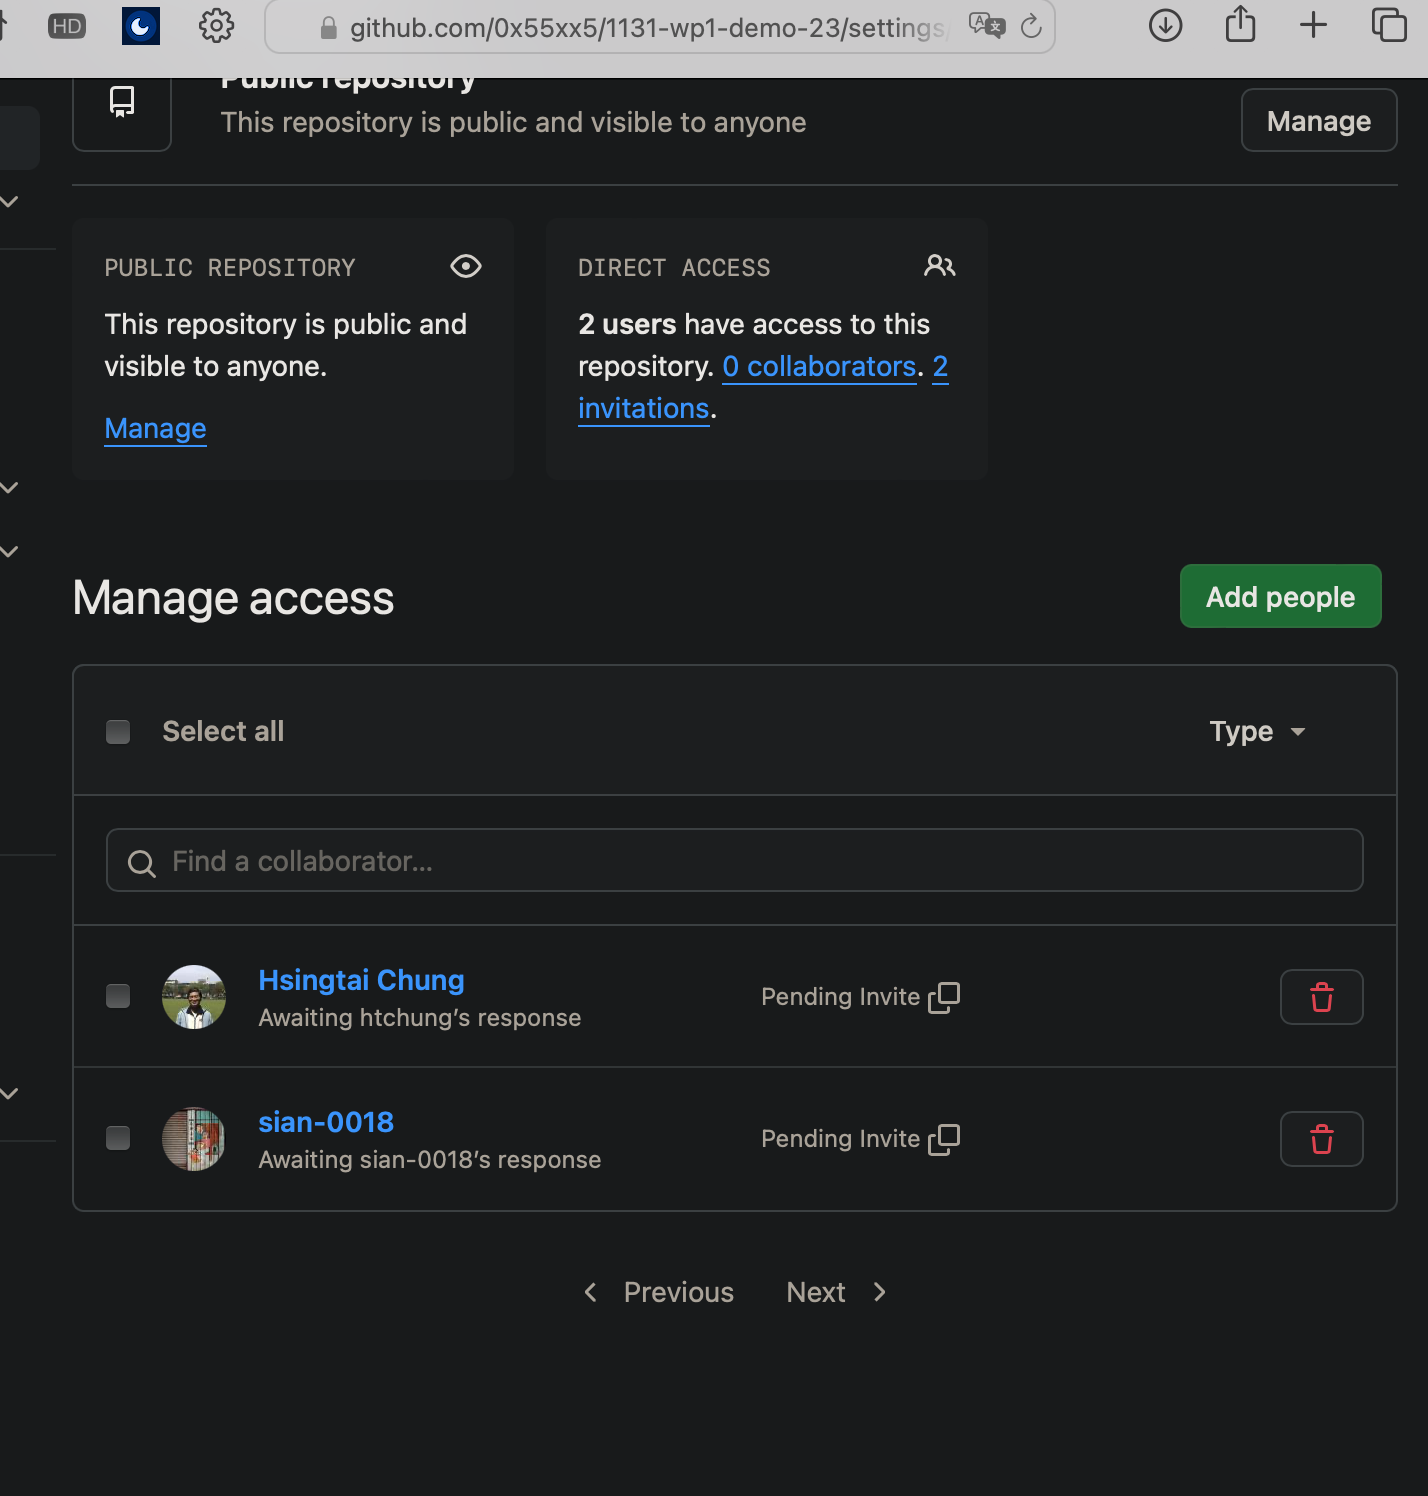 HD
github.com/0x55xx5/1131-wp1-demo-23/settings/
Public repository
This repository is public and visible to anyone
Manage
PUBLIC REPOSITORY
This repository is public and
visible to anyone.
Manage
DIRECT ACCESS
2 users have access to this
repository. 0 collaborators. 2
invitations.
Manage access
Add people
Select all
Type
Find a collaborator...
Hsingtai Chung
Awaiting htchung’s response
Pending Invite
sian-0018
Awaiting sian-0018’s response
Pending Invite
Previous
Next